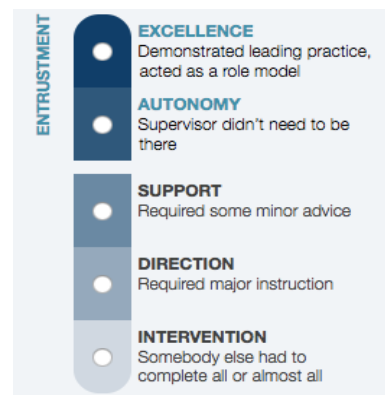 ENTRUSTMENT
EXCELLENCE
Demonstrated leading practice,
acted as a role model
AUTONOMY
Supervisor didn't need to be
there
SUPPORT
Required some minor advice
DIRECTION
Required major instruction
INTERVENTION
Somebody else had to
complete all or almost all